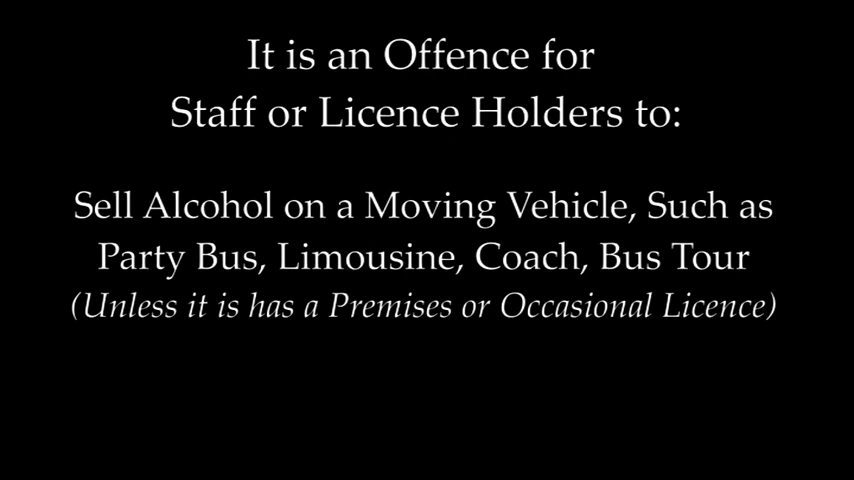 It is an Offence for
Staff or Licence Holders to:
Sell Alcohol on a Moving Vehicle, Such as
Party Bus, Limousine, Coach, Bus Tour
(Unless it is has a Premises or Occasional Licence)